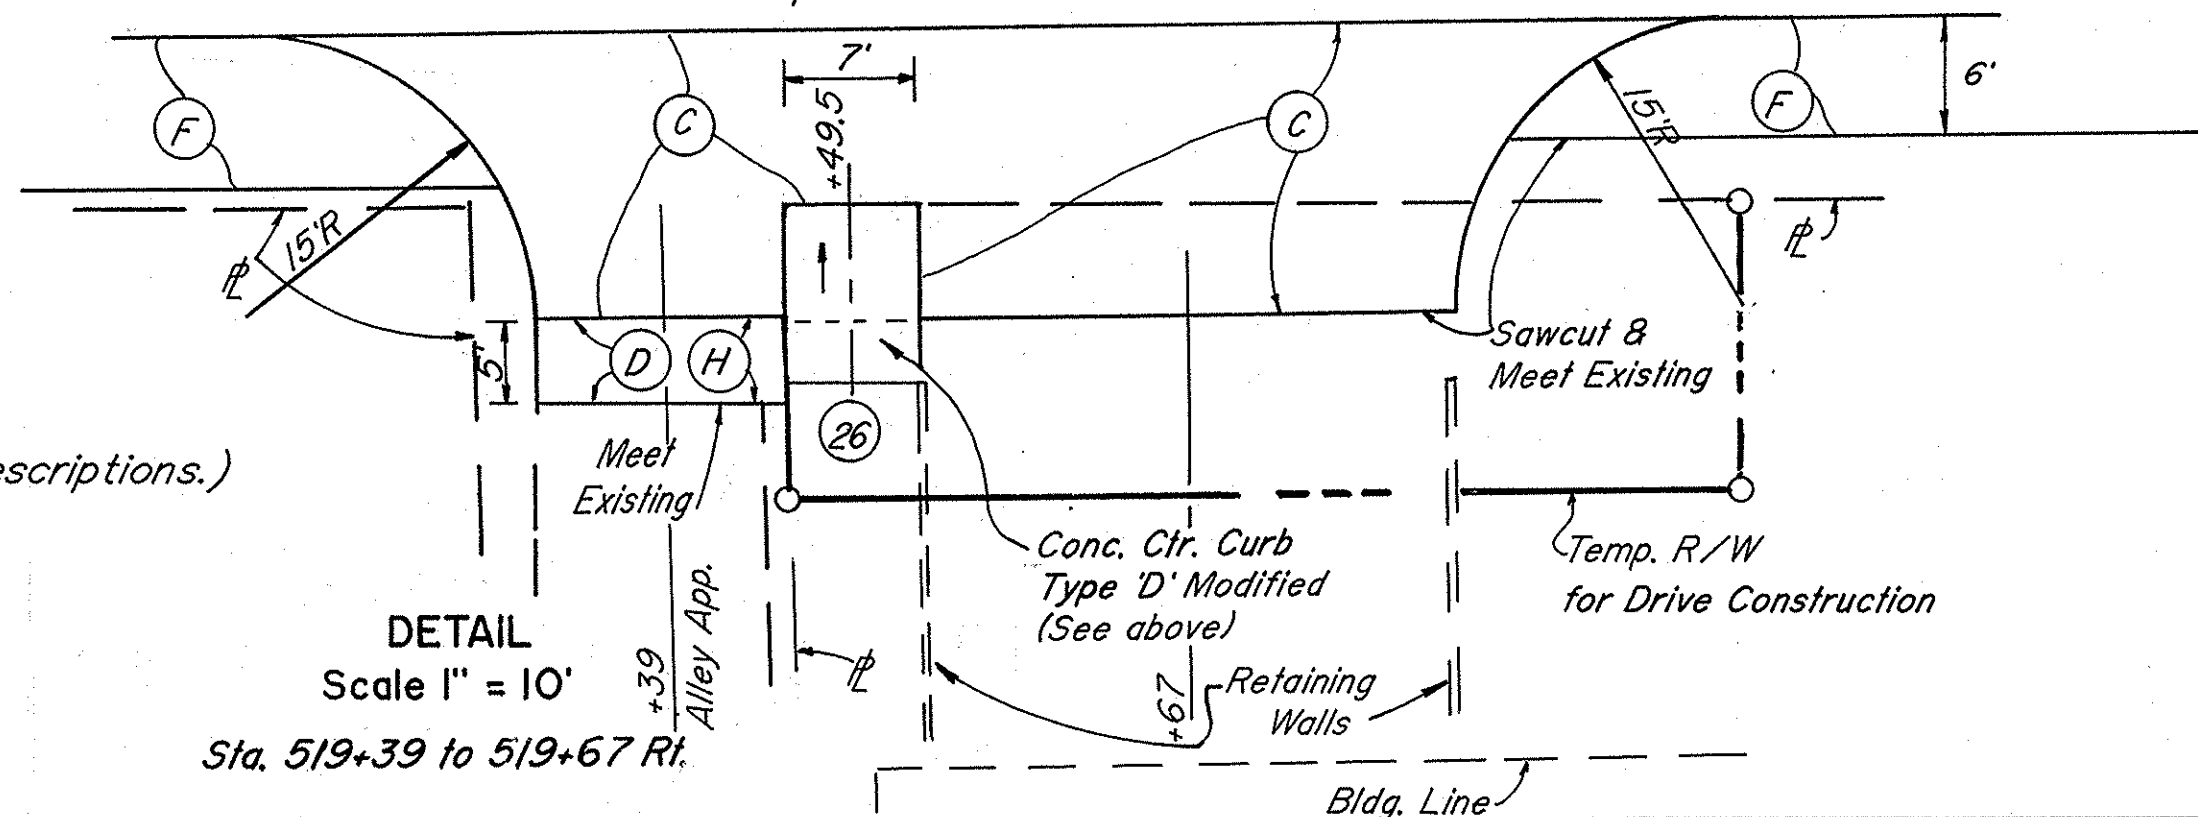 7'
+49.5
F
C
C
F
6'
15'R
15'R
℄
5'
D
H
26
Sawcut &
Meet Existing
escriptions.)
Meet
Existing
Conc. Ctr. Curb
Type 'D' Modified
(See above)
Temp. R/W
for Drive Construction
DETAIL
Scale 1" = 10'
Sta. 519+39 to 519+67 Rt.
+39
Alley App.
+67
Retaining
Walls
Bldg. Line